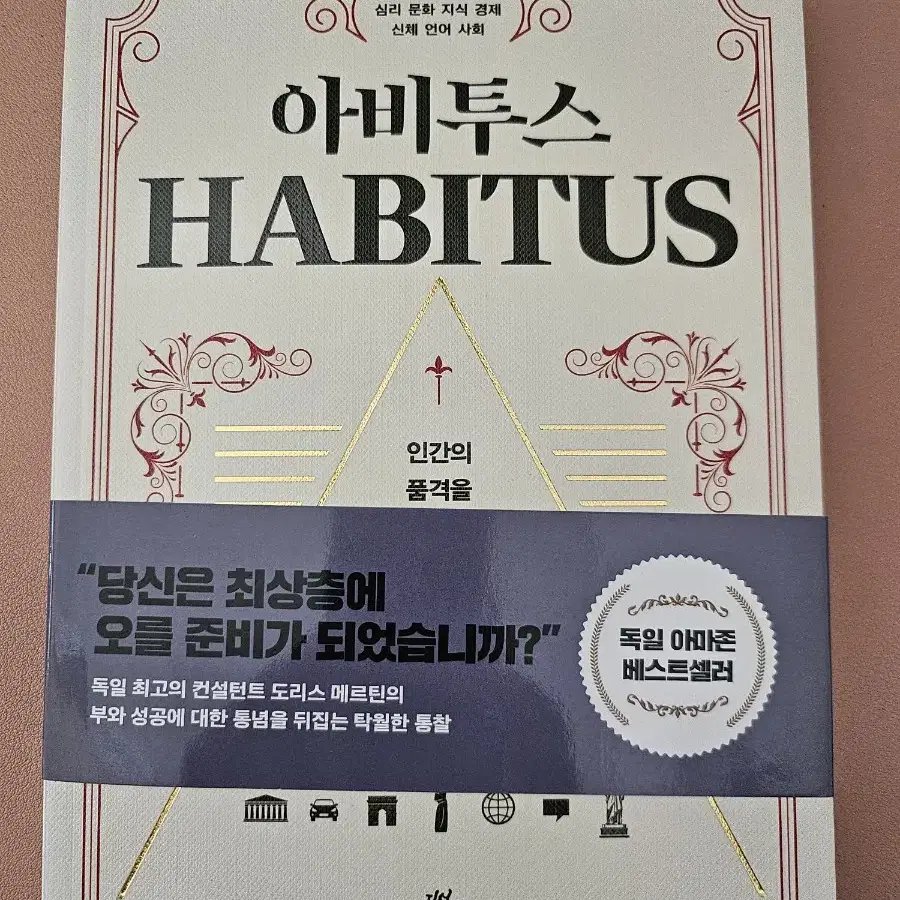 심리 문화 지식 경제
신체 언어 사회
아비투스
HABITUS
인간의
품격을
“당신은 최상층에
오를 준비가 되었습니까?”
독일 최고의 컨설턴트 도리스 메르틴의
부와 성공에 대한 통념을 뒤집는 탁월한 통찰
독일 아마존
베스트셀러